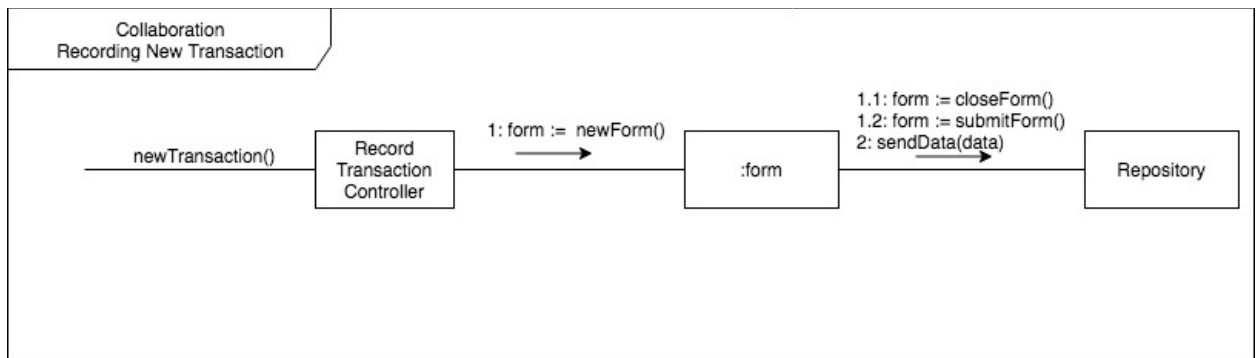 Collaboration
Recording New Transaction
newTransaction()
Record
Transaction
Controller
1: form := newForm()
:form
1.1: form := closeForm()
1.2: form := submitForm()
2: sendData(data)
Repository